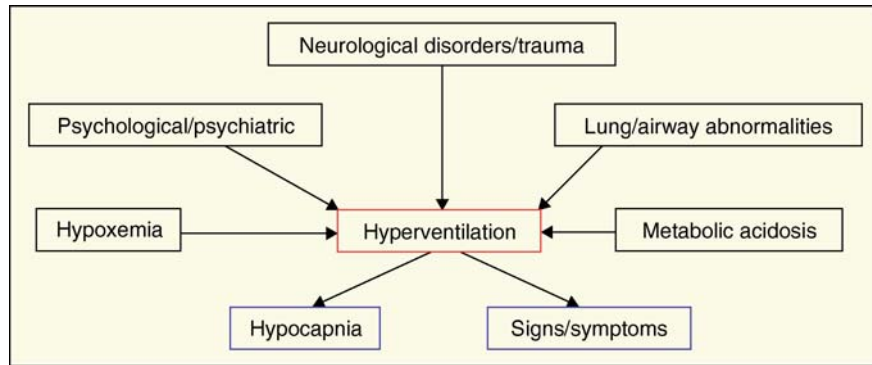 Neurological disorders/trauma
Psychological/psychiatric
Lung/airway abnormalities
Hypoxemia
Hyperventilation
Metabolic acidosis
Hypocapnia
Signs/symptoms